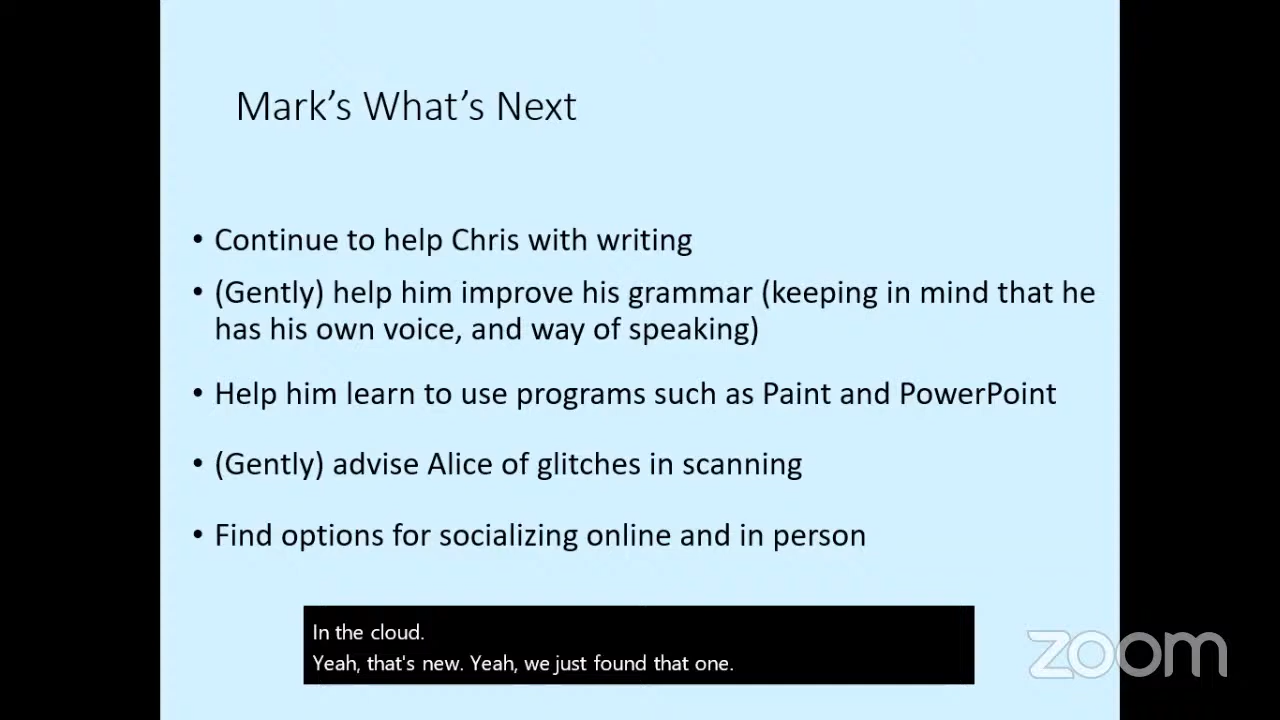 Mark’s What’s Next
• Continue to help Chris with writing
• (Gently) help him improve his grammar (keeping in mind that he
has his own voice, and way of speaking)
• Help him learn to use programs such as Paint and PowerPoint
• (Gently) advise Alice of glitches in scanning
• Find options for socializing online and in person
In the cloud.
Yeah, that's new. Yeah, we just found that one.
zoom